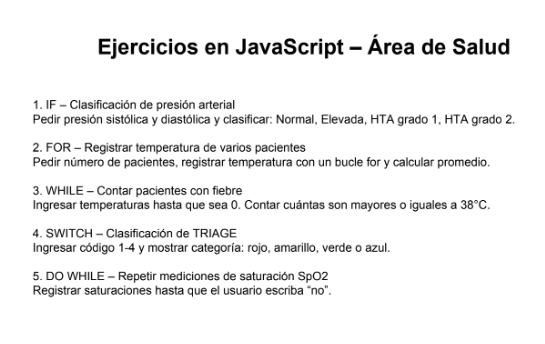 Ejercicios en JavaScript – Área de Salud
1. IF – Clasificación de presión arterial
Pedir presión sistólica y diastólica y clasificar: Normal, Elevada, HTA grado 1, HTA grado 2.
2. FOR – Registrar temperatura de varios pacientes
Pedir número de pacientes, registrar temperatura con un bucle for y calcular promedio.
3. WHILE – Contar pacientes con fiebre
Ingresar temperaturas hasta que sea 0. Contar cuántas son mayores o iguales a 38°C.
4. SWITCH – Clasificación de TRIAGE
Ingresar código 1-4 y mostrar categoría: rojo, amarillo, verde o azul.
5. DO WHILE – Repetir mediciones de saturación SpO2
Registrar saturaciones hasta que el usuario escriba “no”.